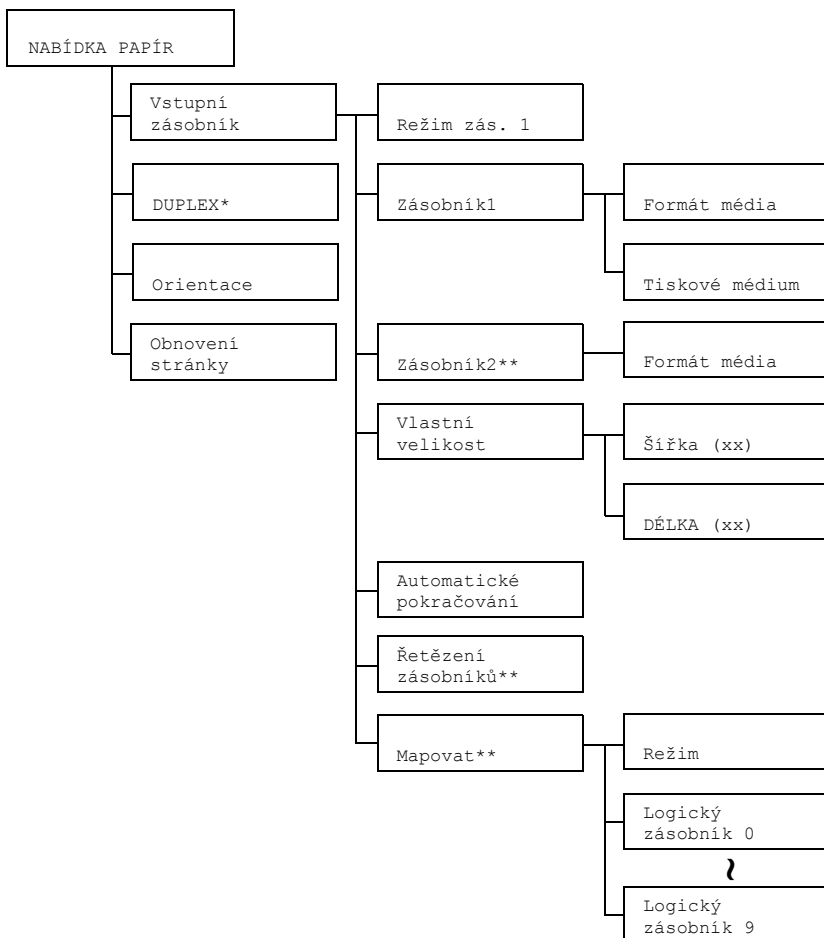 NABÍDKA PAPÍR
Vstupní
zásobník
Režim zás. 1
DUPLEX*
Zásobník1
Formát média
Orientace
Tiskové médium
Obnovení
stránky
Zásobník2**
Formát média
Vlastní
velikost
Šířka (xx)
DÉLKA (xx)
Automatické
pokračování
Řetězení
zásobníků**
Mapovat**
Režim
Logický
zásobník 0
~
Logický
zásobník 9